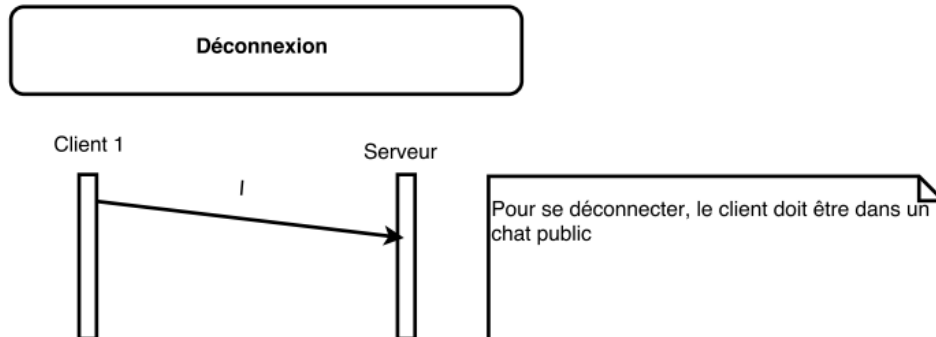 Déconnexion
Client 1
Serveur
l
Pour se déconnecter, le client doit être dans un
chat public